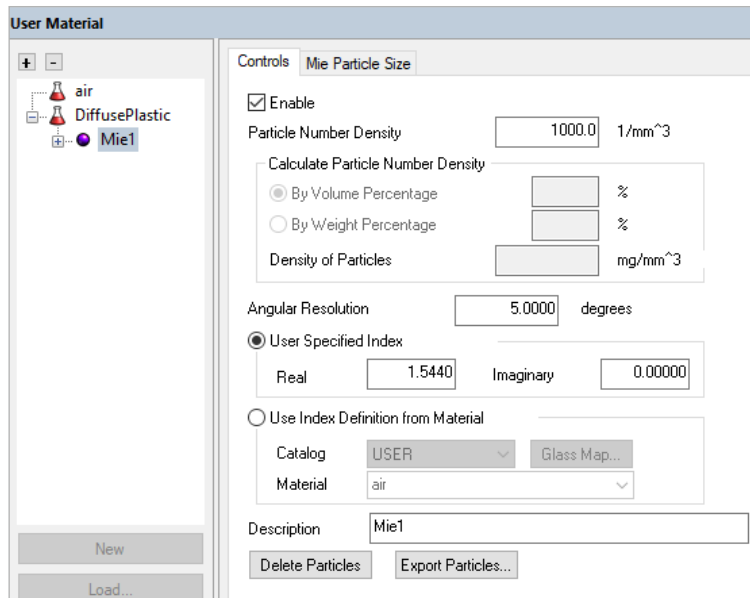 User Material
+ -
air
DiffusePlastic
Mie1
New
Load...
Controls Mie Particle Size
Enable
Particle Number Density 1000.0 1/mm^3
Calculate Particle Number Density
By Volume Percentage %
By Weight Percentage %
Density of Particles mg/mm^3
Angular Resolution 5.0000 degrees
User Specified Index
Real 1.5440 Imaginary 0.00000
Use Index Definition from Material
Catalog USER Glass Map...
Material air
Description Mie1
Delete Particles Export Particles...